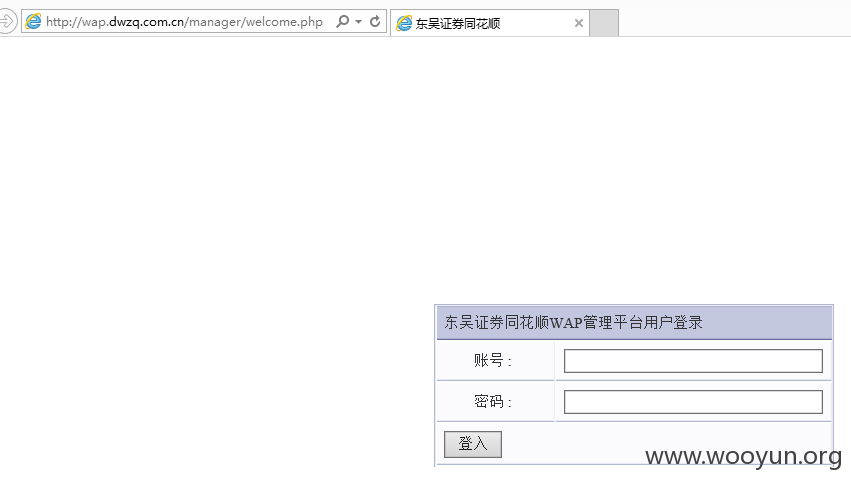 http://wap.dwzq.com.cn/manager/welcome.php
东吴证券同花顺
东吴证券同花顺WAP管理平台用户登录
账号 :
密码 :
登入
www.wooyun.org